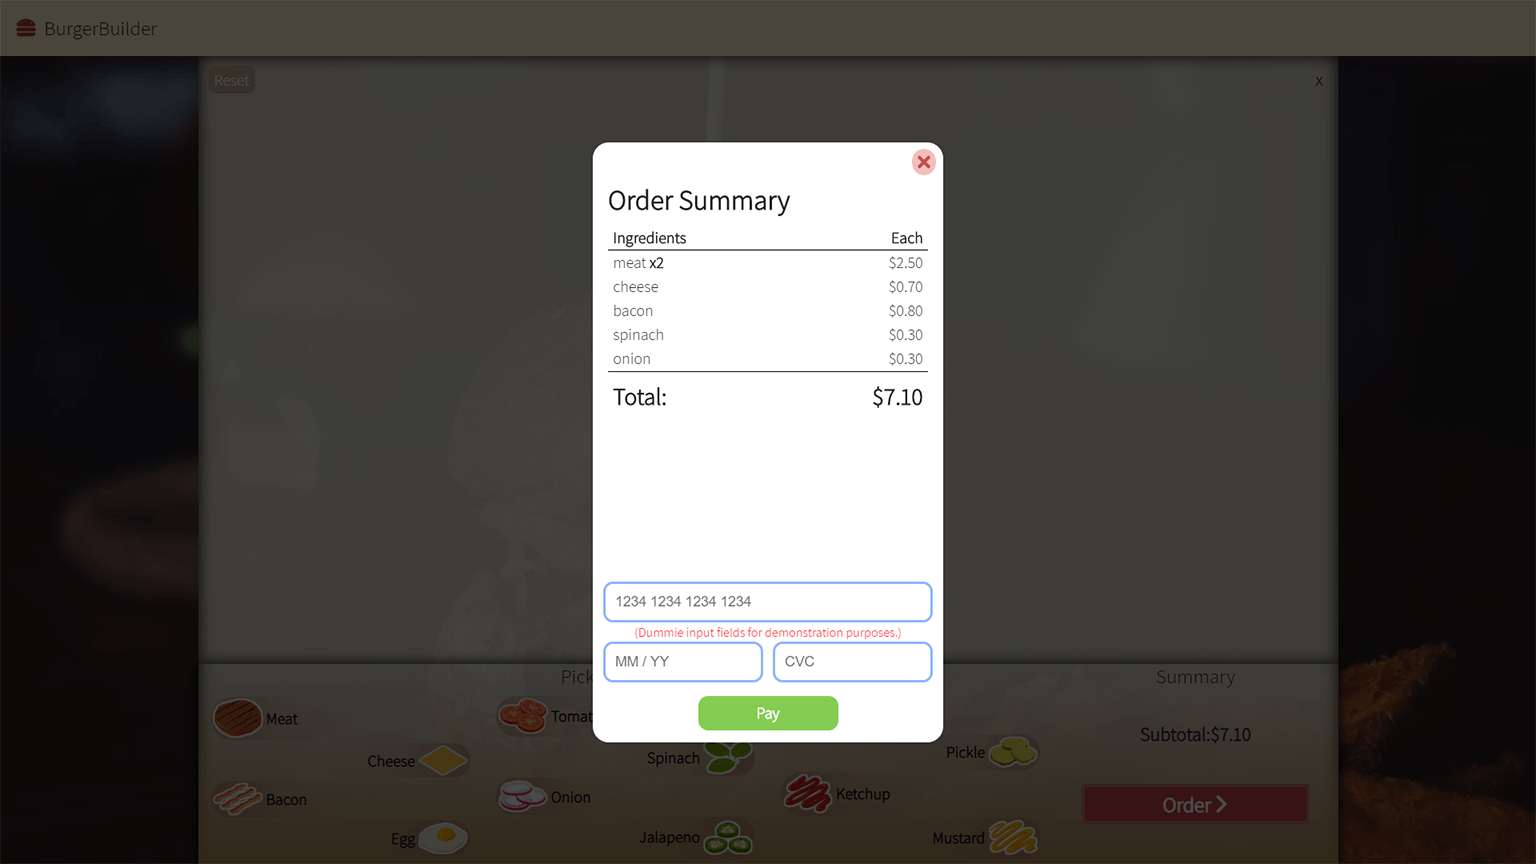 BurgerBuilder
Reset
x
Order Summary
Ingredients Each
meat x2 $2.50
cheese $0.70
bacon $0.80
spinach $0.30
onion $0.30
Total: $7.10
1234 1234 1234 1234
(Dummie input fields for demonstration purposes.)
MM / YY CVC
Pay
Pick
Summary
Meat
Tomat
Subtotal:$7.10
Cheese
Spinach
Pickle
Bacon
Onion
Ketchup
Order
Egg
Jalapeno
Mustard